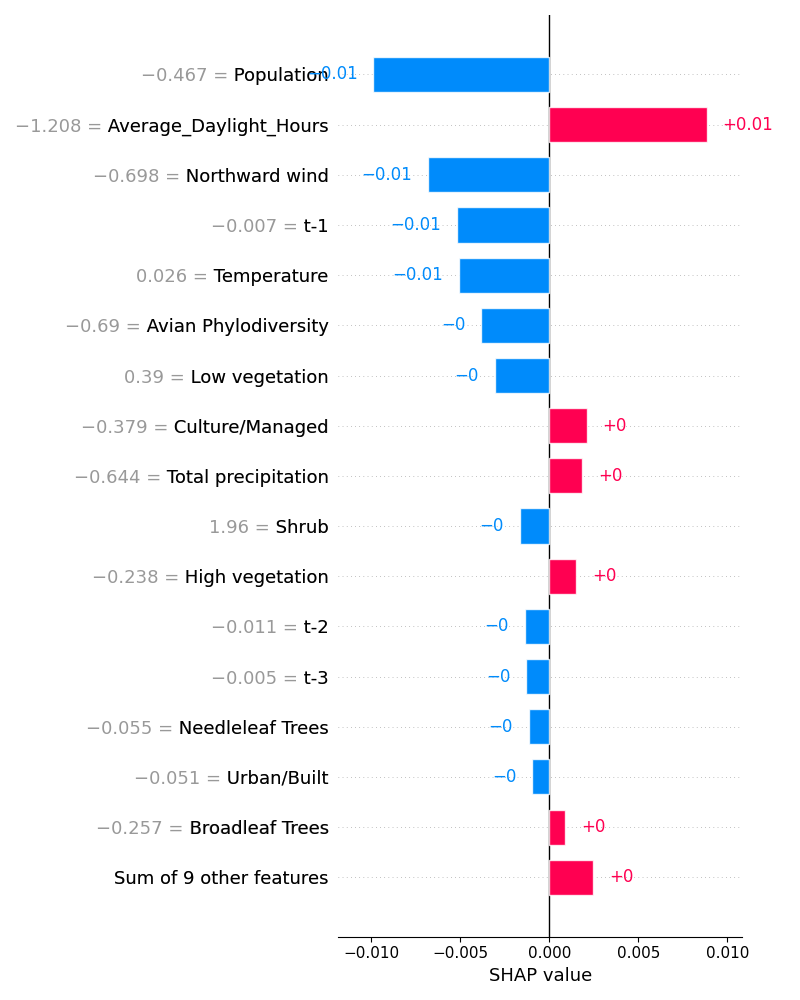 −0.467 = Population −0.01
−1.208 = Average_Daylight_Hours +0.01
−0.698 = Northward wind −0.01
−0.007 = t-1 −0.01
0.026 = Temperature −0.01
−0.69 = Avian Phylodiversity −0
0.39 = Low vegetation −0
−0.379 = Culture/Managed +0
−0.644 = Total precipitation +0
1.96 = Shrub −0
−0.238 = High vegetation +0
−0.011 = t-2 −0
−0.005 = t-3 −0
−0.055 = Needleleaf Trees −0
−0.051 = Urban/Built −0
−0.257 = Broadleaf Trees +0
Sum of 9 other features +0
−0.010 −0.005 0.000 0.005 0.010
SHAP value